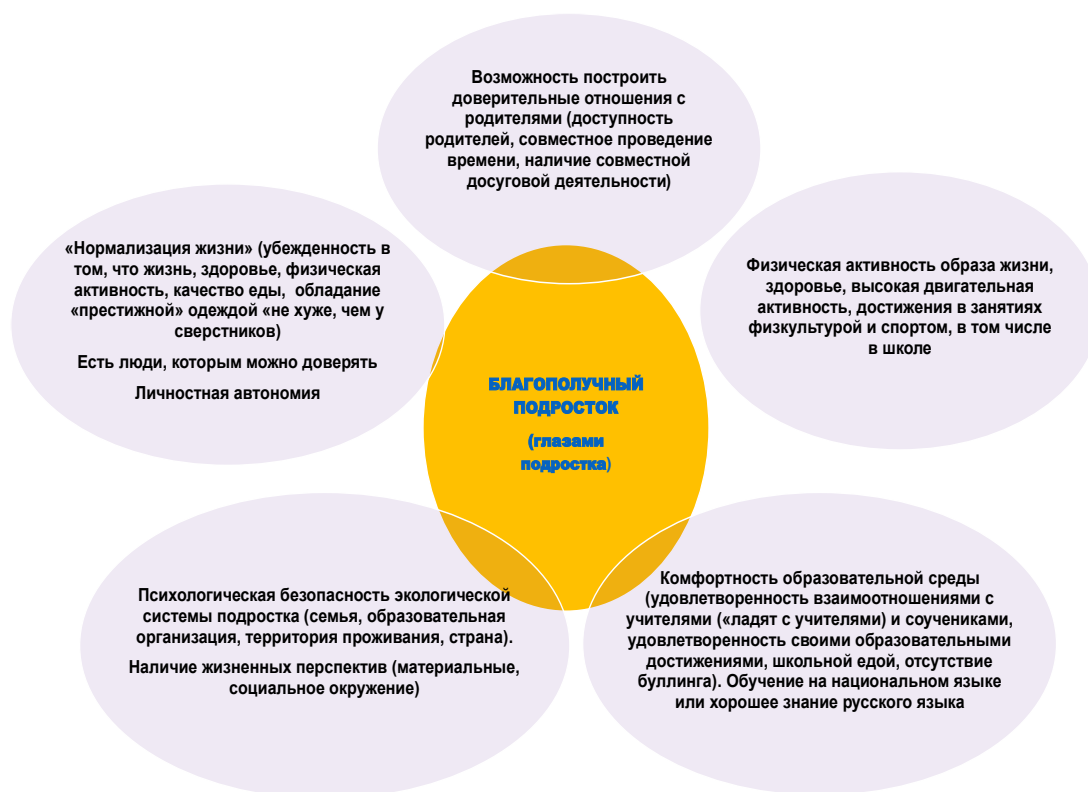 Возможность построить
доверительные отношения с
родителями (доступность
родителей, совместное проведение
времени, наличие совместной
досуговой деятельности)
«Нормализация жизни» (убежденность в
том, что жизнь, здоровье, физическая
активность, качество еды, обладание
«престижной» одеждой «не хуже, чем у
сверстников)
Есть люди, которым можно доверять
Личностная автономия
Физическая активность образа жизни,
здоровье, высокая двигательная
активность, достижения в занятиях
физкультурой и спортом, в том числе
в школе
БЛАГОПОЛУЧНЫЙ
ПОДРОСТОК
(глазами
подростка)
Психологическая безопасность экологической
системы подростка (семья, образовательная
организация, территория проживания, страна).
Наличие жизненных перспектив (материальные,
социальное окружение)
Комфортность образовательной среды
(удовлетворенность взаимоотношениями с
учителями («ладят с учителями) и соучениками,
удовлетворенность своими образовательными
достижениями, школьной едой, отсутствие
буллинга). Обучение на национальном языке
или хорошее знание русского языка